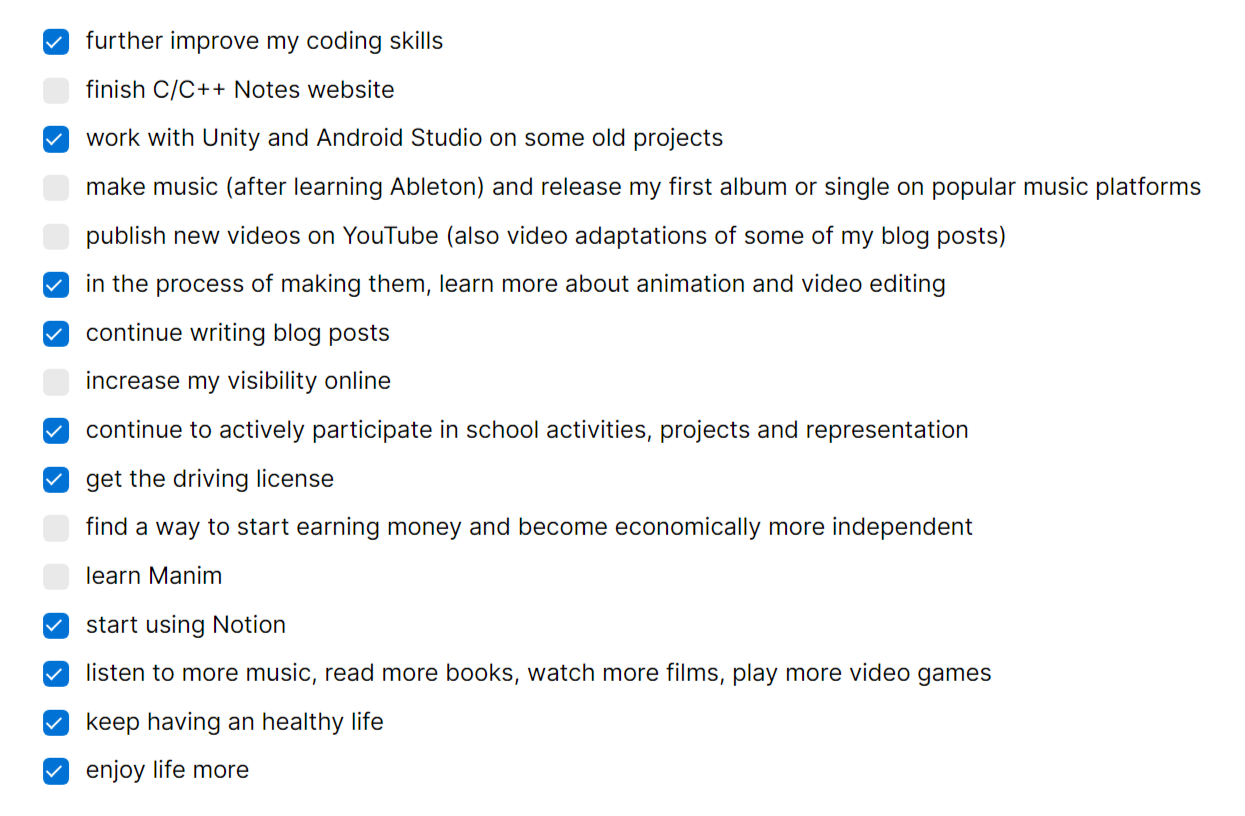 further improve my coding skills
finish C/C++ Notes website
work with Unity and Android Studio on some old projects
make music (after learning Ableton) and release my first album or single on popular music platforms
publish new videos on YouTube (also video adaptations of some of my blog posts)
in the process of making them, learn more about animation and video editing
continue writing blog posts
increase my visibility online
continue to actively participate in school activities, projects and representation
get the driving license
find a way to start earning money and become economically more independent
learn Manim
start using Notion
listen to more music, read more books, watch more films, play more video games
keep having an healthy life
enjoy life more